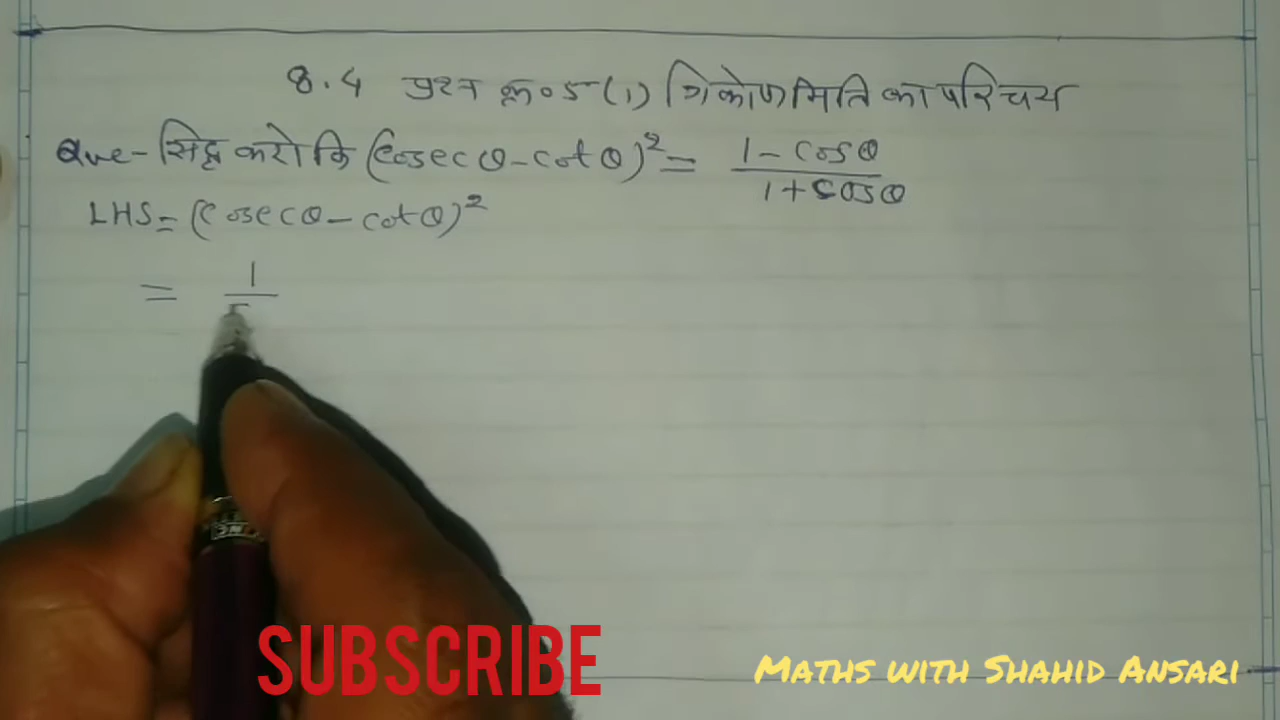 8.4 प्रश्न क्र० 5 (1) त्रिकोणमिति का परिचय
Que- सिद्ध करो कि (cosecθ-cotθ)² = \frac{1-cosθ}{1+cosθ}
LHS = (cosecθ-cotθ)²
= 1
SUBSCRIBE
MATHS WITH SHAHID ANSARI